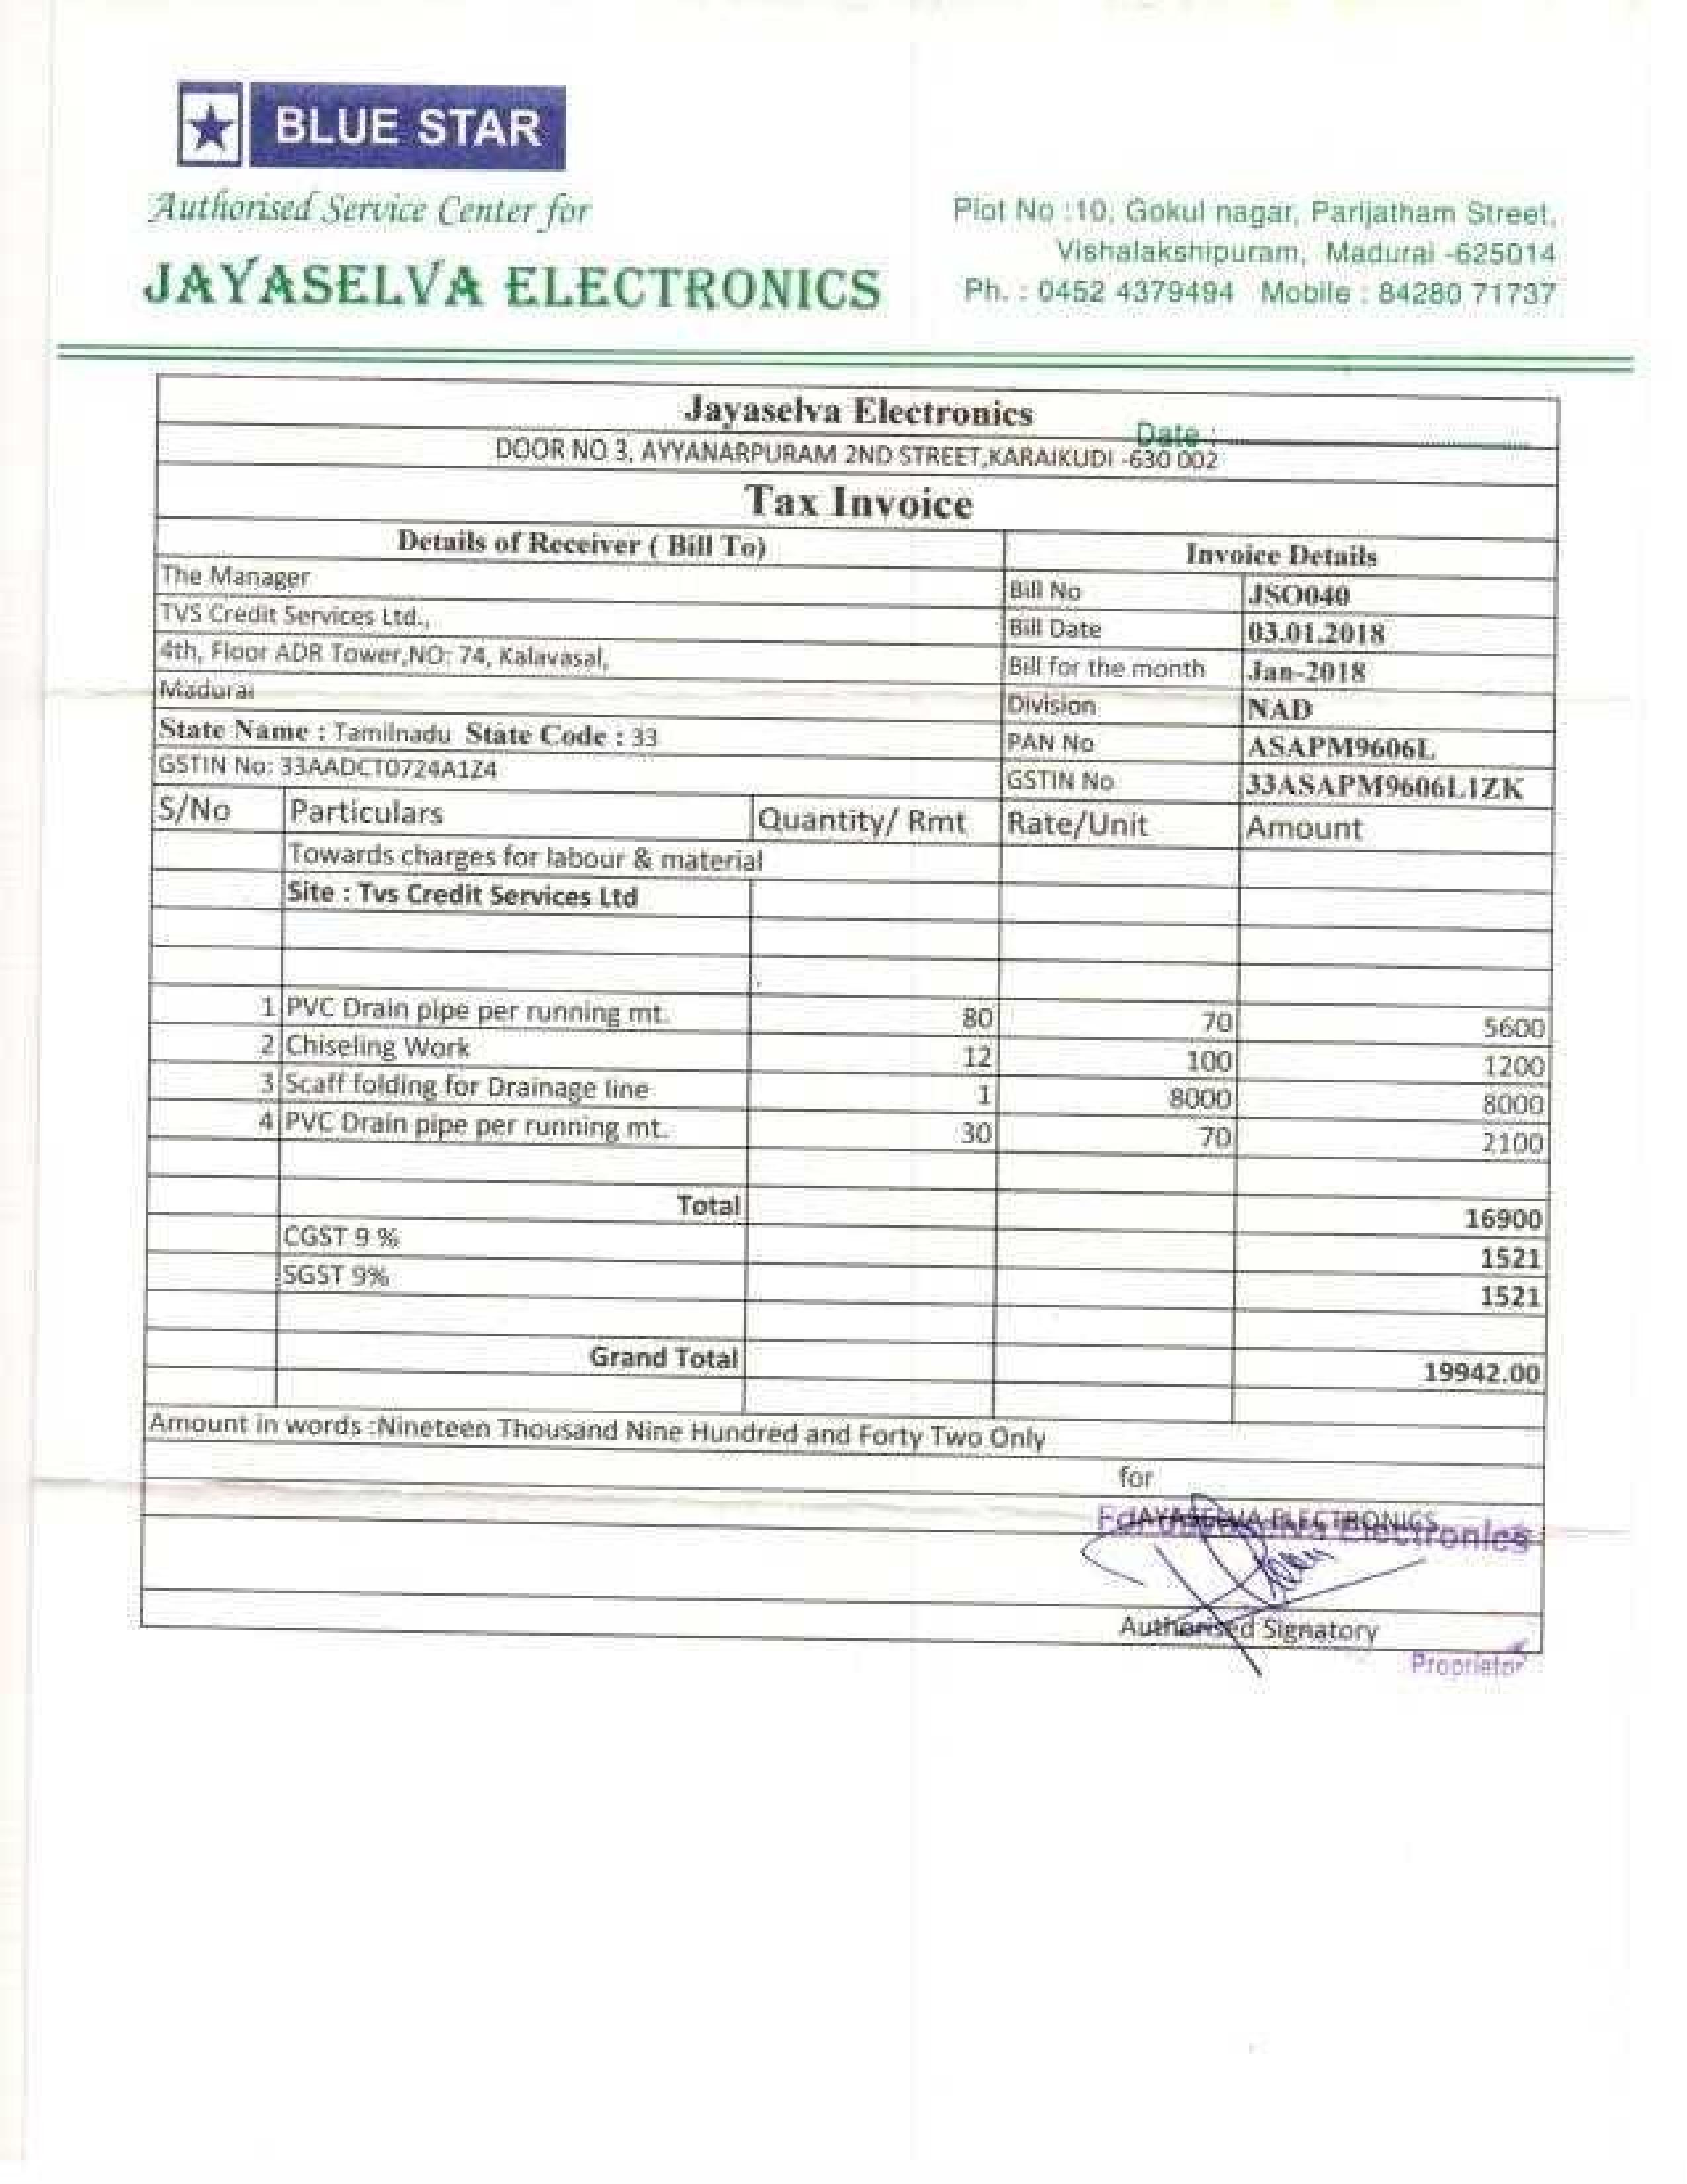 BLUE STAR
Authorised Service Center for
JAYASELVA ELECTRONICS
Plot No :10, Gokul nagar, Parijatham Street,
Vishalakshipuram, Madurai -625014
Ph. : 0452 4379494 Mobile : 84280 71737
Jayaselva Electronics
Date :
DOOR NO 3, AYYANARPURAM 2ND STREET,KARAIKUDI -630 002
Tax Invoice
Details of Receiver ( Bill To) Invoice Details
The Manager Bill No JSO040
TVS Credit Services Ltd., Bill Date 03.01.2018
4th, Floor ADR Tower,NO: 74, Kalavasal, Bill for the month Jan-2018
Madurai Division NAD
State Name : Tamilnadu State Code : 33 PAN No ASAPM9606L
GSTIN No: 33AADCT0724A1Z4 GSTIN No 33ASAPM9606L1ZK
S/No Particulars Quantity/ Rmt Rate/Unit Amount
Towards charges for labour & material
Site : Tvs Credit Services Ltd
1 PVC Drain pipe per running mt. 80 70 5600
2 Chiseling Work 12 100 1200
3 Scaff folding for Drainage line 1 8000 8000
4 PVC Drain pipe per running mt. 30 70 2100
Total 16900
CGST 9 % 1521
SGST 9% 1521
Grand Total 19942.00
Amount in words :Nineteen Thousand Nine Hundred and Forty Two Only
for
JAYASELVA ELECTRONICS
Electronics
Authorised Signatory
Proprietor